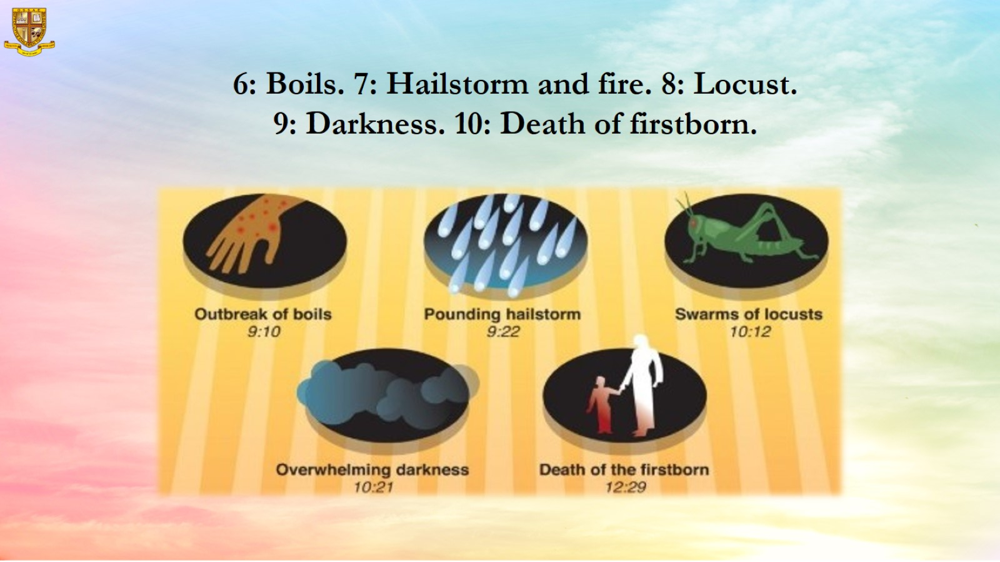 6: Boils. 7: Hailstorm and fire. 8: Locust.
9: Darkness. 10: Death of firstborn.
Outbreak of boils
9:10
Pounding hailstorm
9:22
Swarms of locusts
10:12
Overwhelming darkness
10:21
Death of the firstborn
12:29